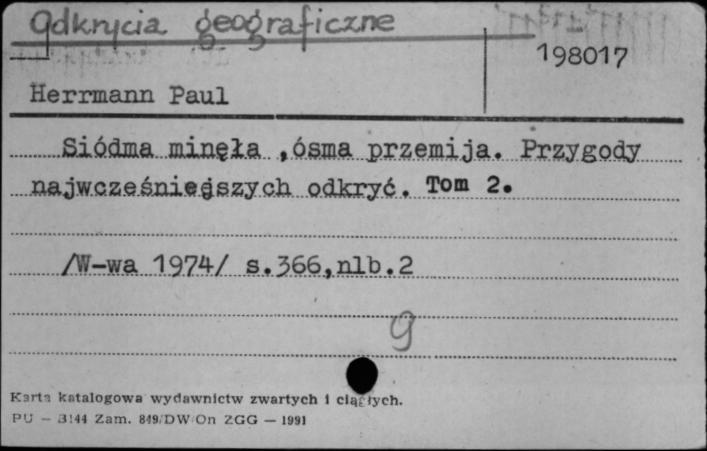 Odkrycia geograficzne
198017
Herrmann Paul
Siódma minęła ,ósma przemija. Przygody
najwcześniejszych odkryć. Tom 2.
/W-wa 1974/ s.366,nlb.2
g
Karta katalogowa wydawnictw zwartych i ciągłych.
PU — 3144 Zam. 849/DW/On ZGG — 1991